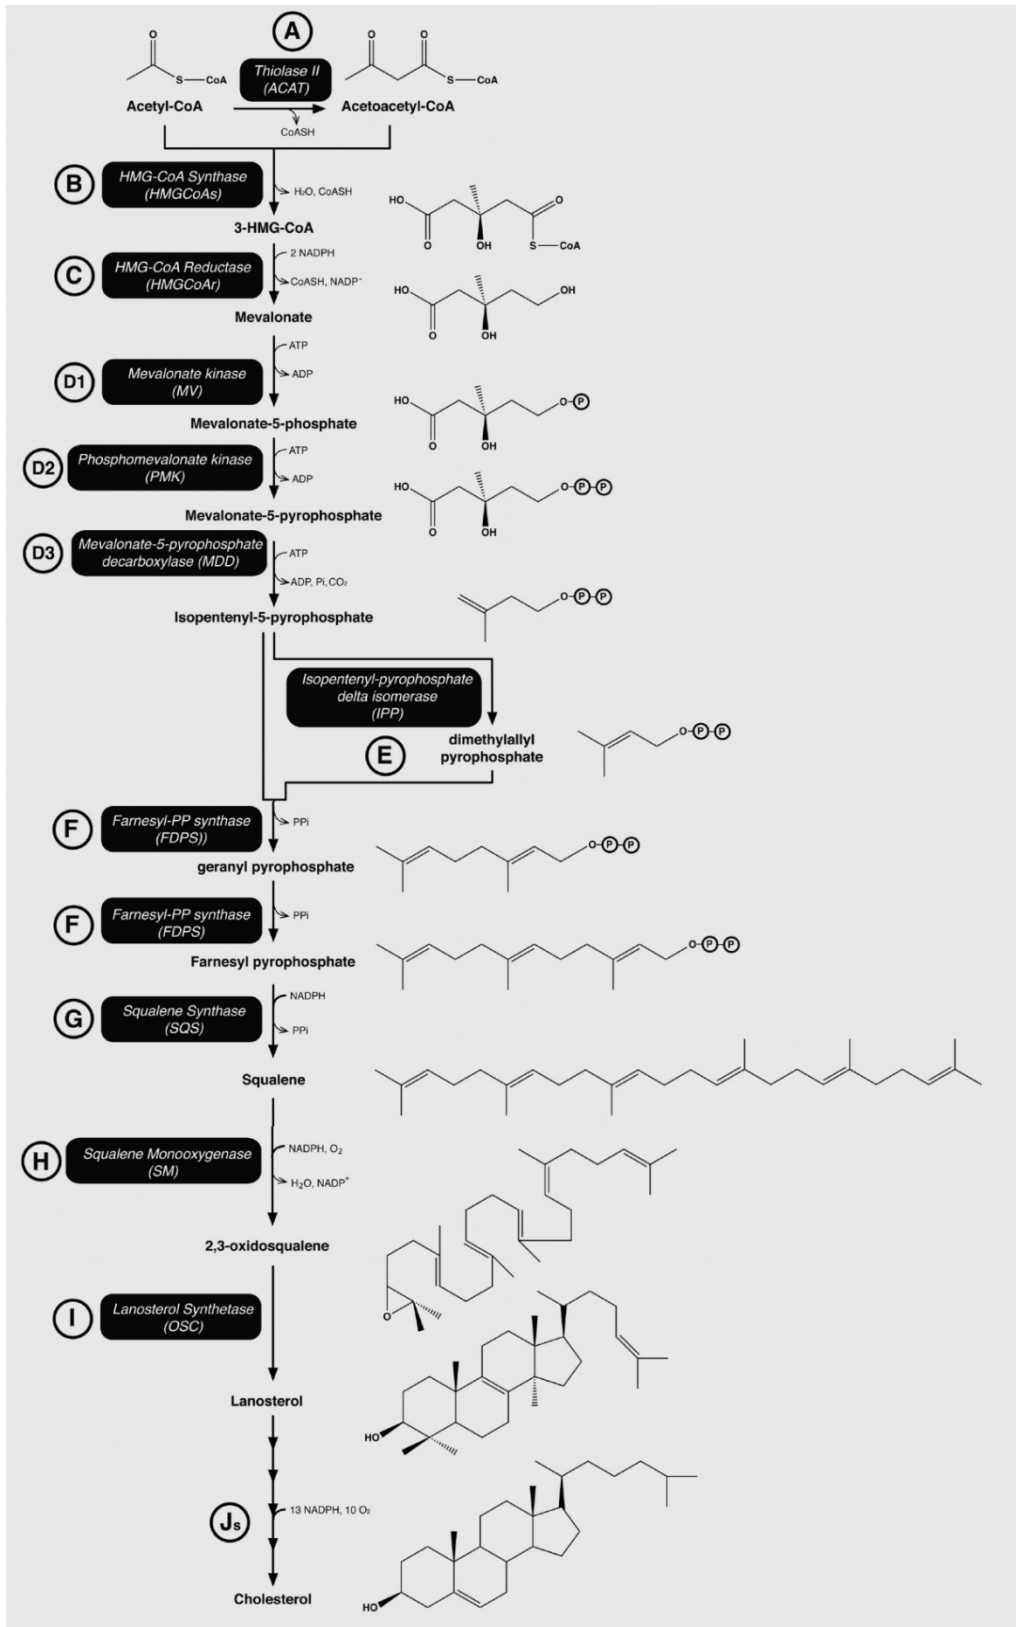 A
O
S—CoA
Acetyl-CoA
Thiolase II
(ACAT)
CoASH
O O
S—CoA
Acetoacetyl-CoA
B
HMG-CoA Synthase
(HMGCoAs)
H₂O, CoASH
3-HMG-CoA
HO
O
OH
O
S—CoA
C
HMG-CoA Reductase
(HMGCoAr)
2 NADPH
CoASH, NADP⁻
Mevalonate
HO
O
OH
OH
D1
Mevalonate kinase
(MV)
ATP
ADP
Mevalonate-5-phosphate
HO
O
OH
O-P
D2
Phosphomevalonate kinase
(PMK)
ATP
ADP
Mevalonate-5-pyrophosphate
HO
O
OH
O-P-P
D3
Mevalonate-5-pyrophosphate
decarboxylase (MDD)
ATP
ADP, Pi, CO₂
Isopentenyl-5-pyrophosphate
O-P-P
Isopentenyl-pyrophosphate
delta isomerase
(IPP)
E
dimethylallyl
pyrophosphate
O-P-P
F
Farnesyl-PP synthase
(FDPS))
PPi
geranyl pyrophosphate
O-P-P
F
Farnesyl-PP synthase
(FDPS)
PPi
Farnesyl pyrophosphate
O-P-P
G
Squalene Synthase
(SQS)
NADPH
PPi
Squalene
H
Squalene Monooxygenase
(SM)
NADPH, O₂
H₂O, NADP⁺
2,3-oxidosqualene
O
I
Lanosterol Synthetase
(OSC)
Lanosterol
HO
Js
13 NADPH, 10 O₂
Cholesterol
HO